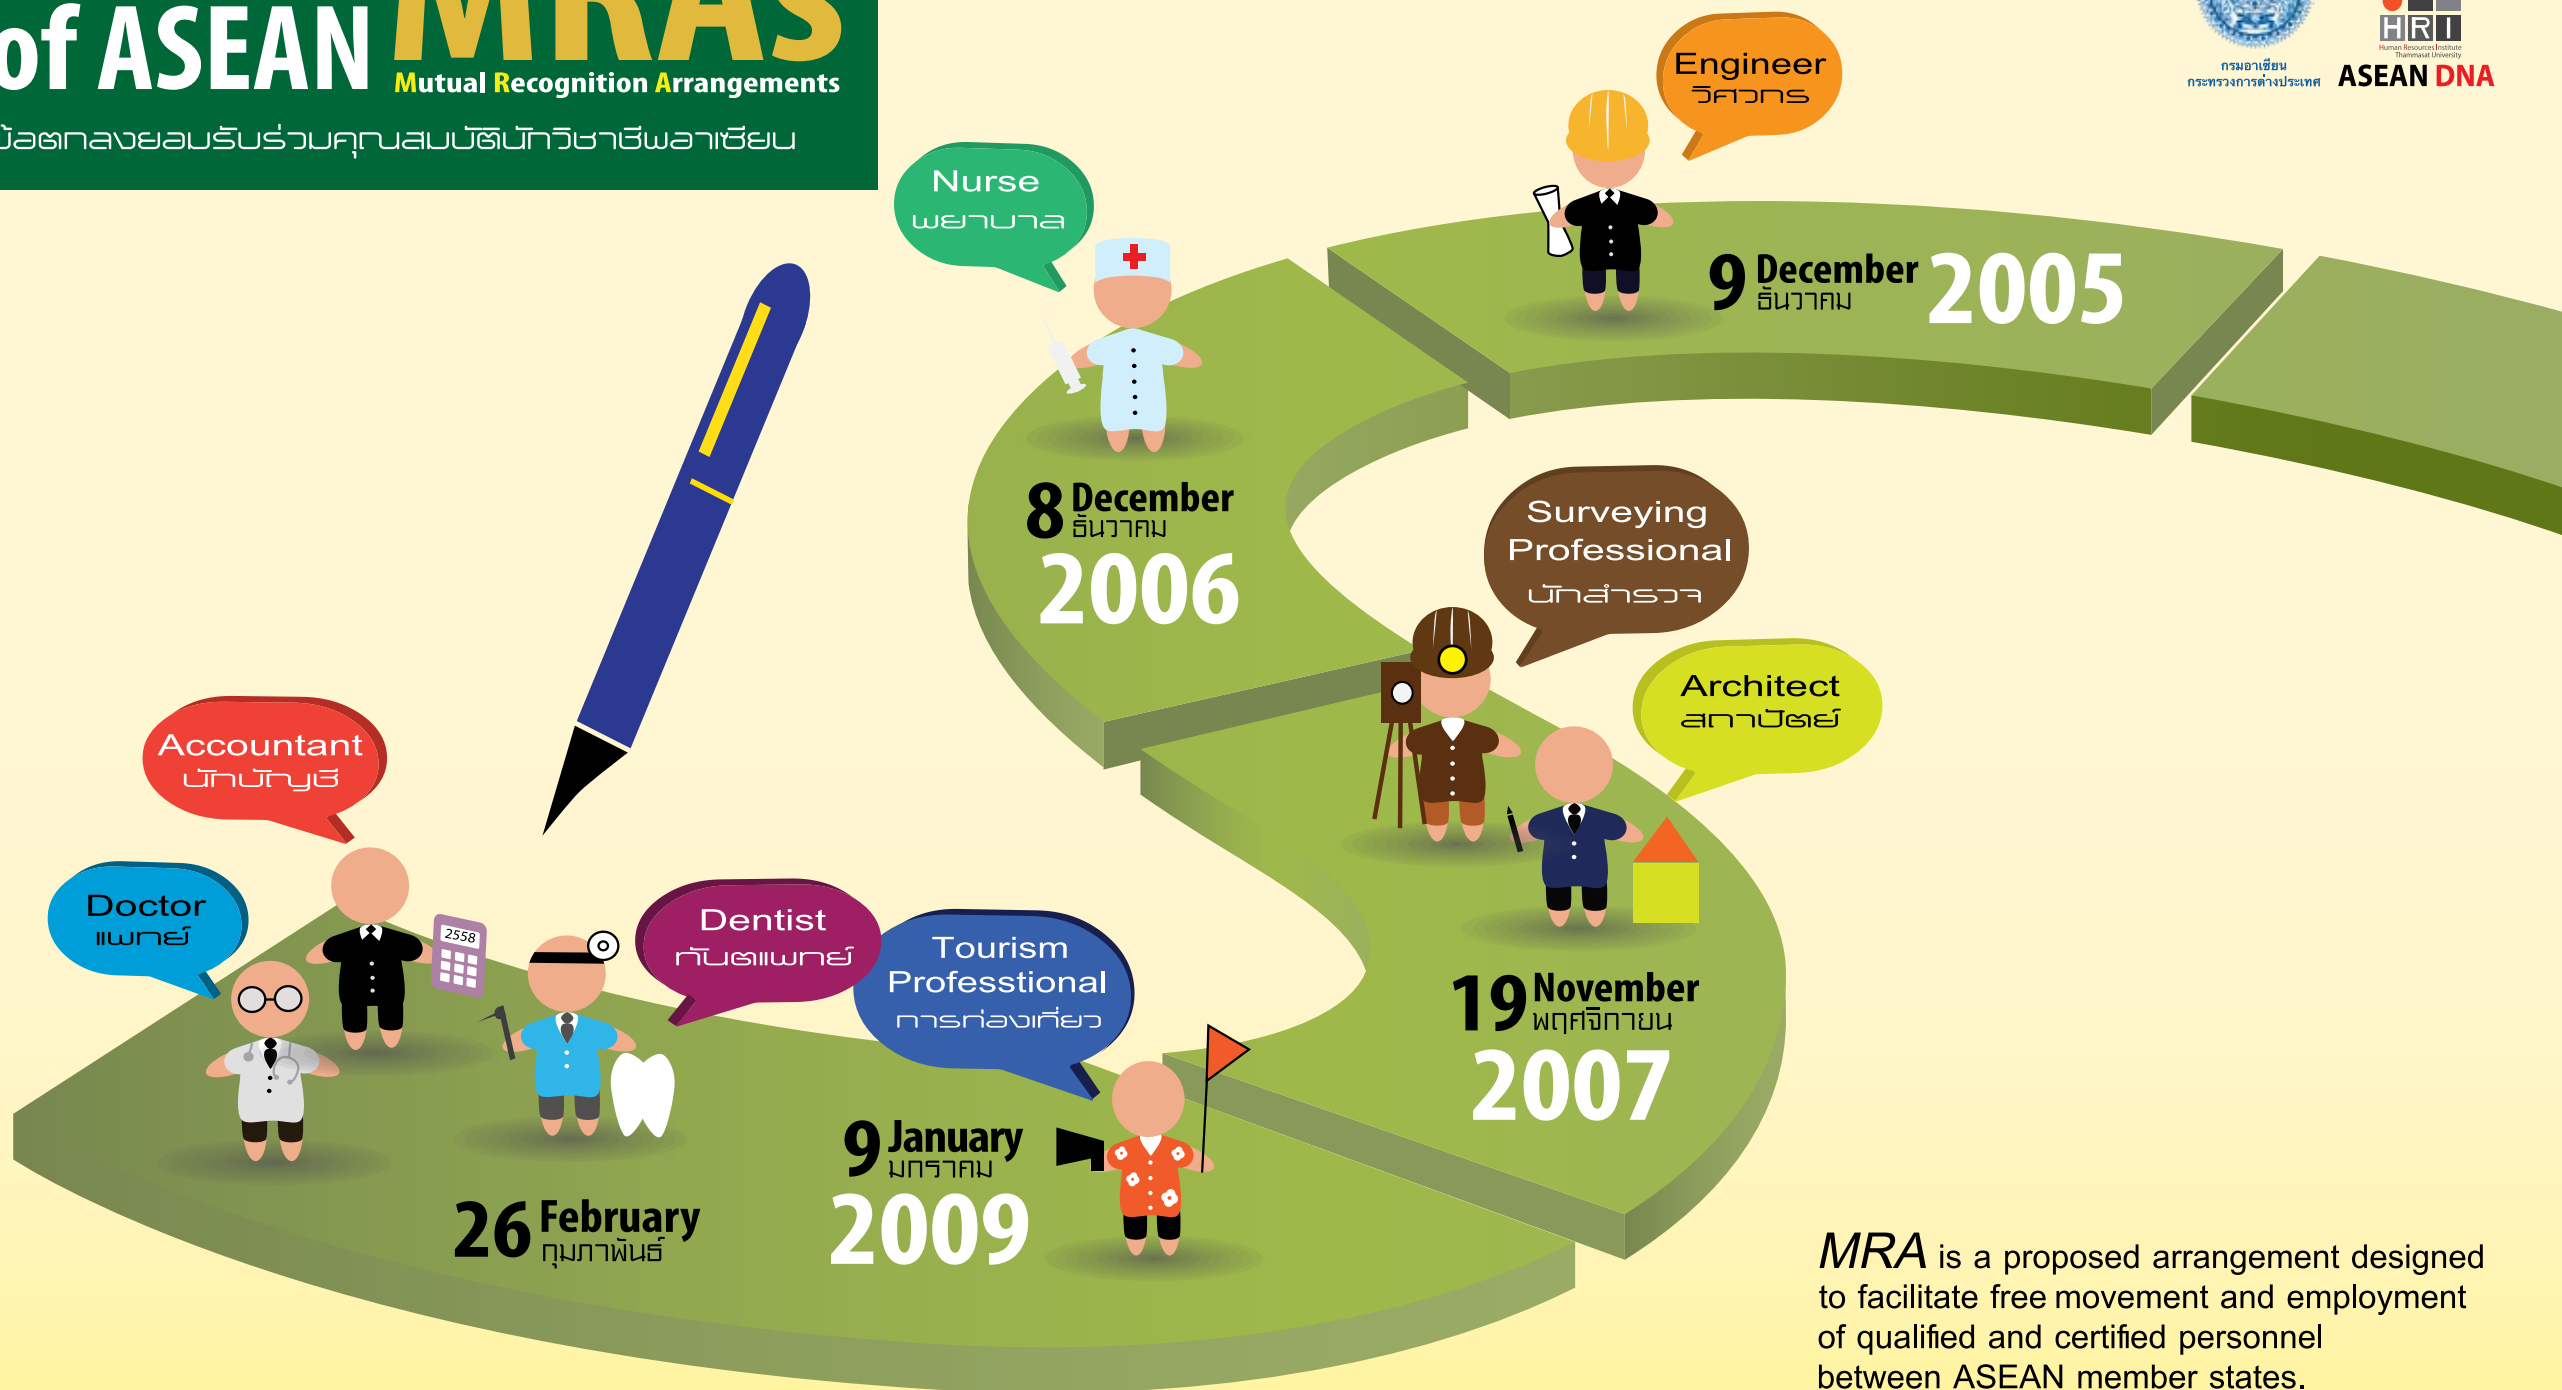 of ASEAN MRAs
Mutual Recognition Arrangements
ข้อตกลงยอมรับร่วมคุณสมบัตินักวิชาชีพอาเซียน
กรมอาเซียน
กระทรวงการต่างประเทศ
HRI
Human Resources Institute
Thammasat University
ASEAN DNA
Engineer
วิศวกร
9 December 2005
ธันวาคม
Nurse
พยาบาล
8 December
ธันวาคม
2006
Surveying
Professional
นักสำรวจ
Architect
สถาปัตย์
19 November
พฤศจิกายน
2007
Accountant
นักบัญชี
Doctor
แพทย์
2558
Dentist
ทันตแพทย์
Tourism
Professtional
การท่องเที่ยว
26 February
กุมภาพันธ์
9 January
มกราคม
2009
MRA is a proposed arrangement designed
to facilitate free movement and employment
of qualified and certified personnel
between ASEAN member states.